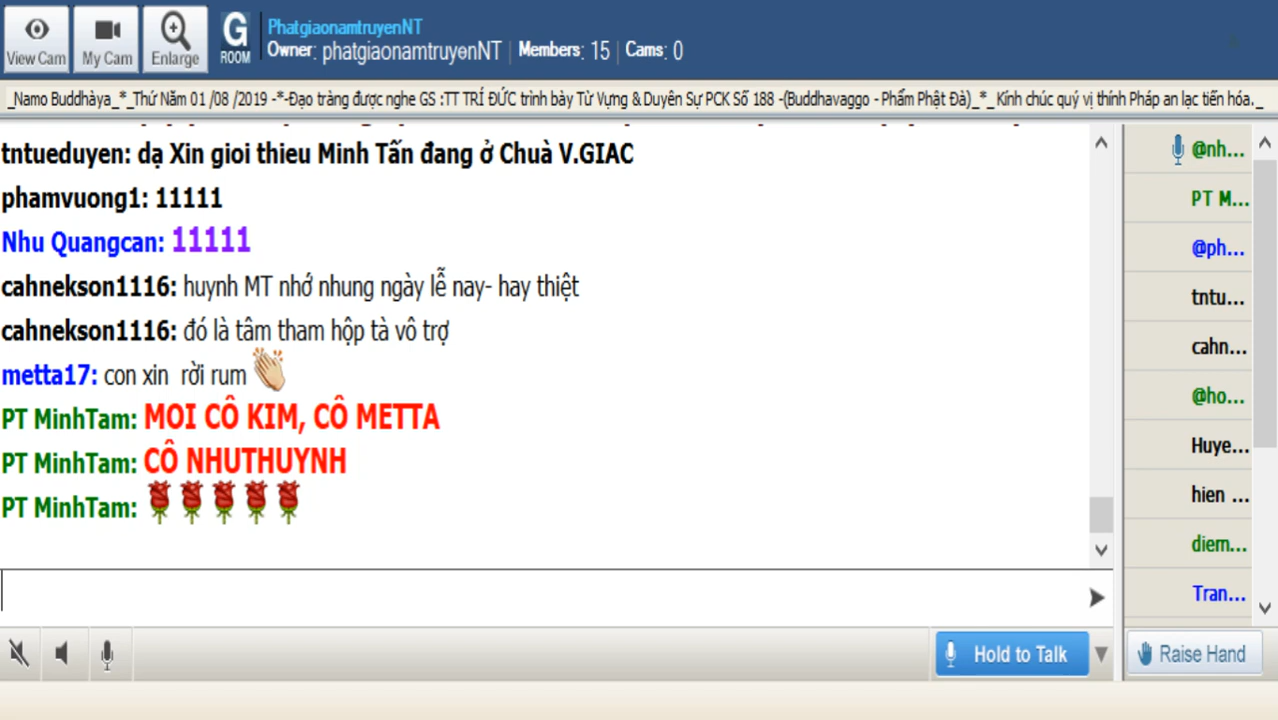 View Cam
My Cam
Enlarge
G
ROOM
PhatgiaonamtruyenNT
Owner: phatgiaonamtruyenNT | Members: 15 | Cams: 0
_Namo Buddhàya_*_Thứ Năm 01 /08 /2019 -*-Đạo tràng được nghe GS :TT TRÍ ĐỨC trình bày Từ Vựng & Duyên Sự PCK Số 188 -(Buddhavaggo - Phẩm Phật Đà)_*_ Kính chúc quý vị thính Pháp an lạc tiến hóa._
tntueduyen: dạ Xin gioi thieu Minh Tấn đang ở Chuà V.GIAC
phamvuong1: 11111
Nhu Quangcan: 11111
cahnekson1116: huynh MT nhớ nhung ngày lễ nay- hay thiệt
cahnekson1116: đó là tâm tham hộp tà vô trợ
metta17: con xin rời rum
PT MinhTam: MOI CÔ KIM, CÔ METTA
PT MinhTam: CÔ NHUTHUYNH
PT MinhTam:
@nh...
PT M...
@ph...
tntu...
cahn...
@ho...
Huye...
hien ...
diem...
Tran...
Hold to Talk
Raise Hand